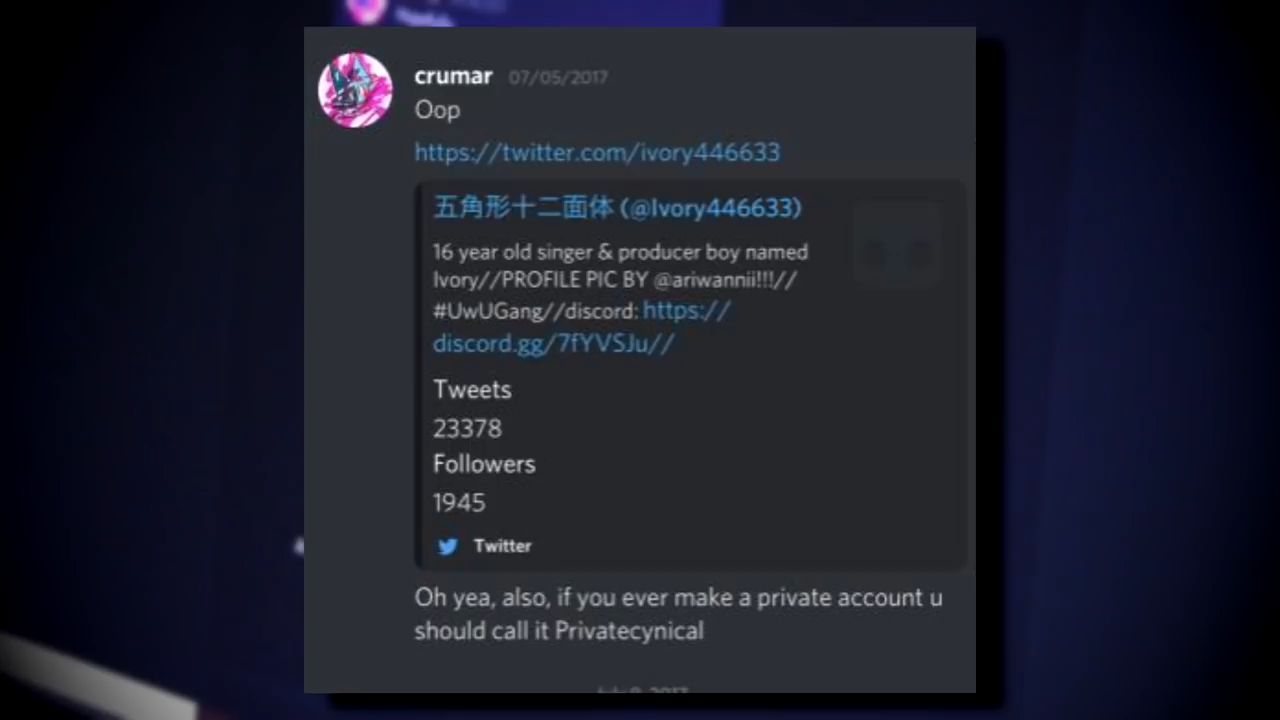 crumar 07/05/2017
Oop
https://twitter.com/ivory446633
五角形十二面体 (@Ivory446633)
16 year old singer & producer boy named
Ivory//PROFILE PIC BY @ariwannii!!!//
#UwUGang//discord: https://
discord.gg/7fYVSJu//
Tweets
23378
Followers
1945
Twitter
Oh yea, also, if you ever make a private account u
should call it Privatecynical